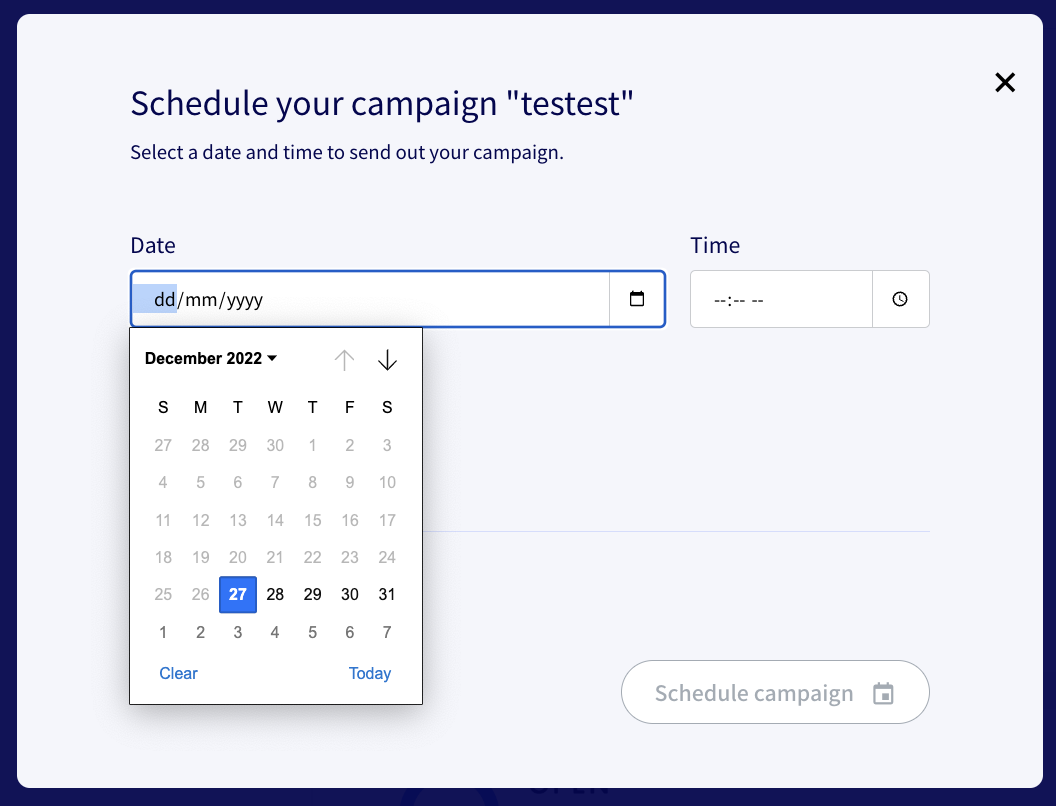 Schedule your campaign "testest"
Select a date and time to send out your campaign.
Date
Time
dd/mm/yyyy
--:-- --
December 2022
S M T W T F S
27 28 29 30 1 2 3
4 5 6 7 8 9 10
11 12 13 14 15 16 17
18 19 20 21 22 23 24
25 26 27 28 29 30 31
1 2 3 4 5 6 7
Clear Today
Schedule campaign
OPEN